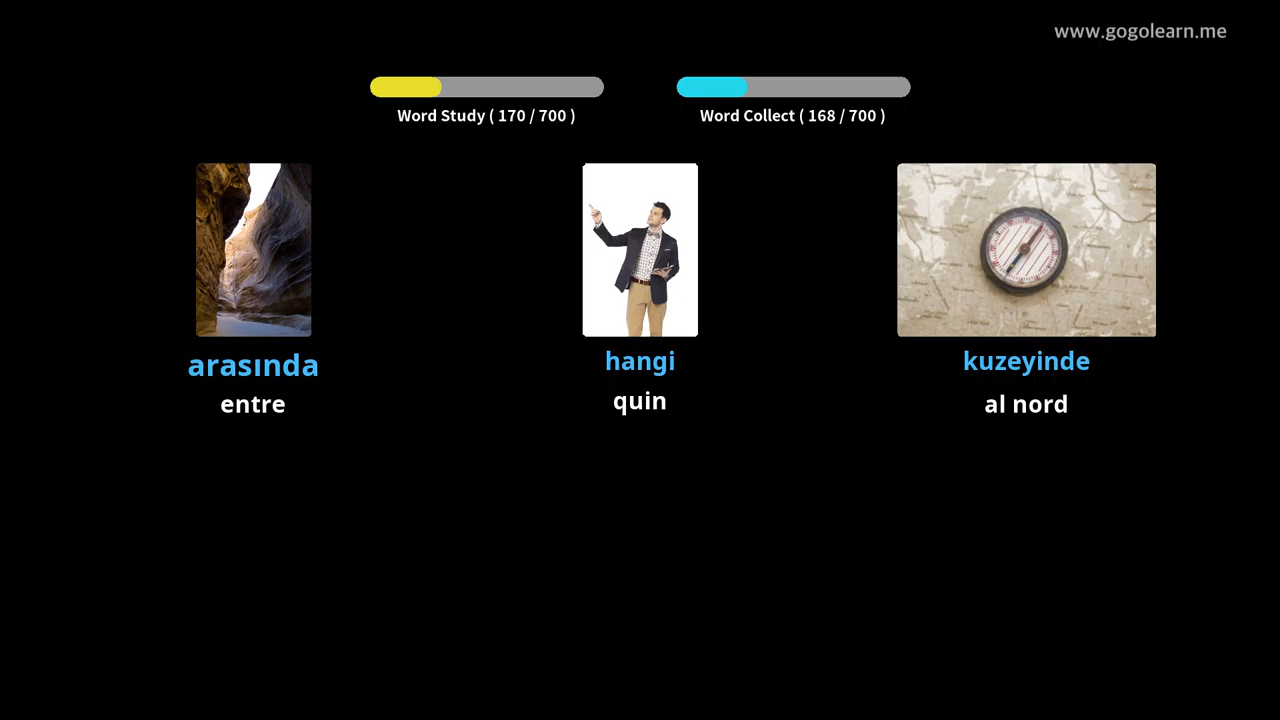 www.gogolearn.me
Word Study ( 170 / 700 )
Word Collect ( 168 / 700 )
arasında
entre
hangi
quin
kuzeyinde
al nord